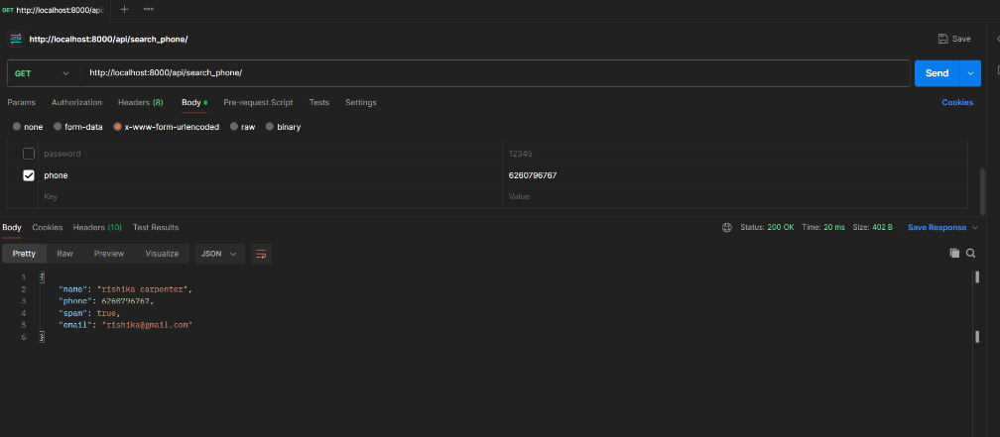 GET http://localhost:8000/api/
http://localhost:8000/api/search_phone/ Save
GET http://localhost:8000/api/search_phone/ Send
Params Authorization Headers (8) Body Pre-request Script Tests Settings Cookies
none form-data x-www-form-urlencoded raw binary
password 12345
phone 6260796767
Key Value
Body Cookies Headers (10) Test Results Status: 200 OK Time: 20 ms Size: 402 B Save Response
Pretty Raw Preview Visualize JSON
1 {
2 "name": "rishika carpenter",
3 "phone": 6260796767,
4 "spam": true,
5 "email": "rishika@gmail.com"
6 }